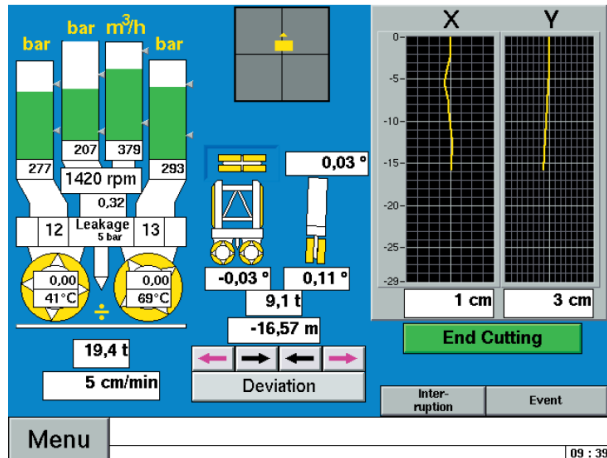 bar
bar
m³/h
bar
277
207
379
293
1420 rpm
0,32
12
Leakage
5 bar
13
0,00
41°C
0,00
69°C
÷
19,4 t
5 cm/min
0,03 °
-0,03 °
0,11 °
9,1 t
-16,57 m
Deviation
X
Y
0-
-5-
-10-
-15-
-20-
-25-
-29-
1 cm
3 cm
End Cutting
Inter-
ruption
Event
Menu
09 : 39